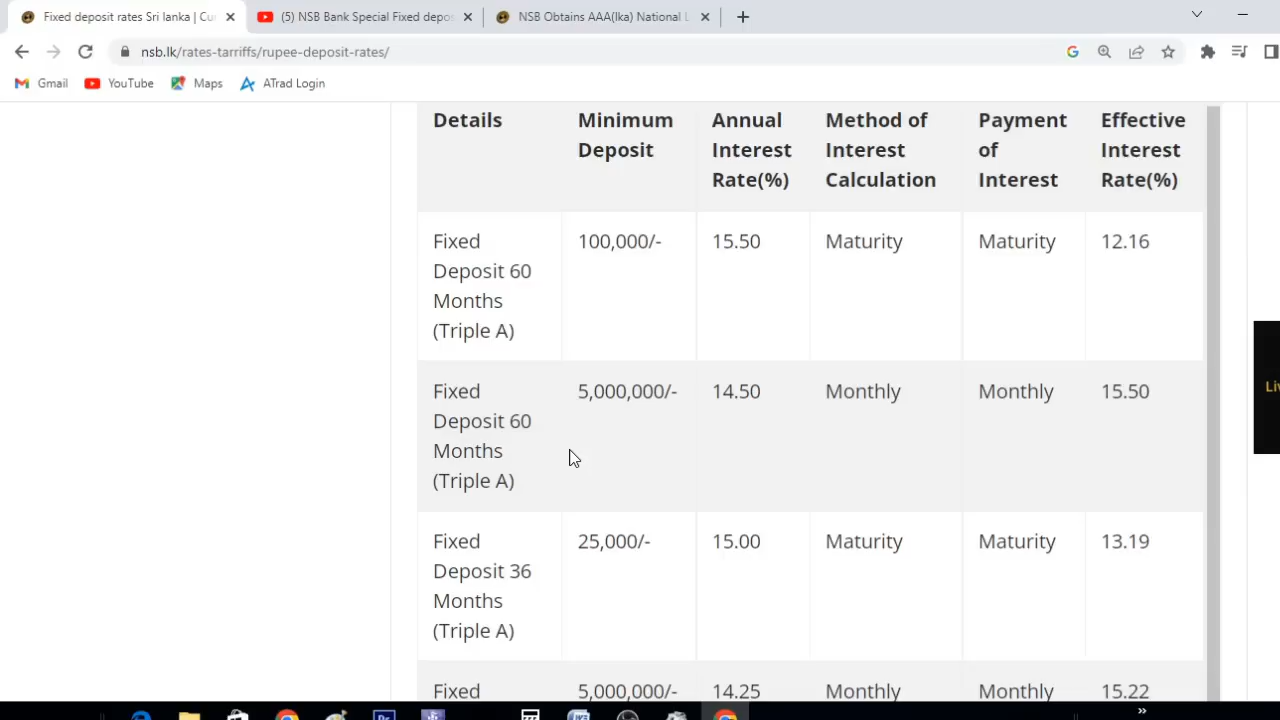 Fixed deposit rates Sri lanka | Cu
(5) NSB Bank Special Fixed depos
NSB Obtains AAA(lka) National L
nsb.lk/rates-tarriffs/rupee-deposit-rates/
Gmail
YouTube
Maps
ATrad Login
Details
Minimum
Deposit
Annual
Interest
Rate(%)
Method of
Interest
Calculation
Payment
of
Interest
Effective
Interest
Rate(%)
Fixed
Deposit 60
Months
(Triple A)
100,000/-
15.50
Maturity
Maturity
12.16
Fixed
Deposit 60
Months
(Triple A)
5,000,000/-
14.50
Monthly
Monthly
15.50
Fixed
Deposit 36
Months
(Triple A)
25,000/-
15.00
Maturity
Maturity
13.19
Fixed
5,000,000/-
14.25
Monthly
Monthly
15.22
Li